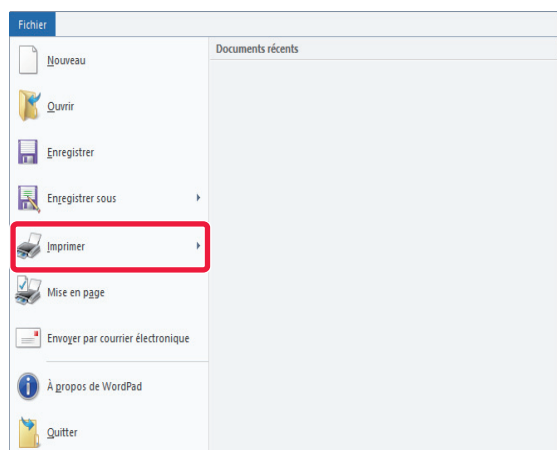 Fichier
Documents récents
Nouveau
Ouvrir
Enregistrer
Enregistrer sous
Imprimer
Mise en page
Envoyer par courrier électronique
À propos de WordPad
Quitter